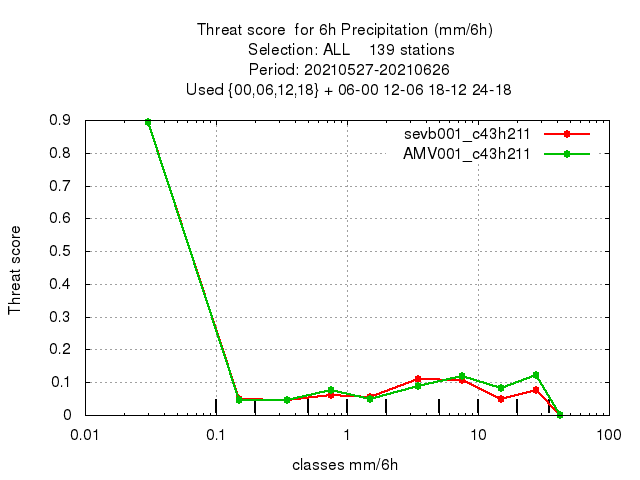 Threat score  for 6h Precipitation (mm/6h)
Selection: ALL    139 stations
Period: 20210527-20210626
Used {00,06,12,18} + 06-00 12-06 18-12 24-18
sevb001_c43h211
AMV001_c43h211
0.9
0.8
0.7
0.6
0.5
0.4
0.3
0.2
0.1
0
Threat score
0.01 0.1 1 10 100
classes mm/6h